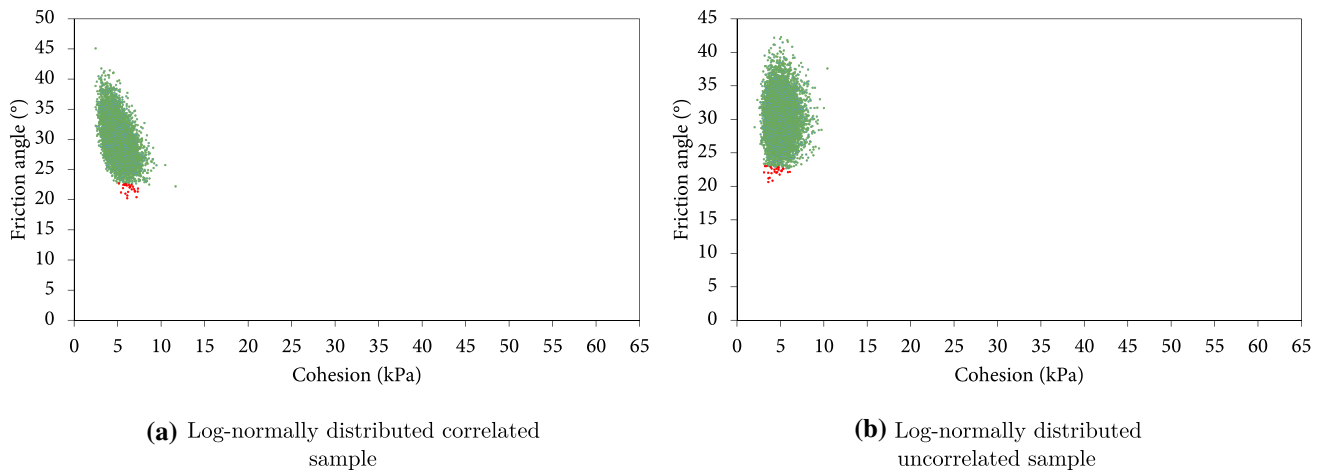 50
45
40
35
30
25
20
15
10
5
0
Friction angle (°)
0 5 10 15 20 25 30 35 40 45 50 55 60 65
Cohesion (kPa)
(a) Log-normally distributed correlated
sample
45
40
35
30
25
20
15
10
5
0
Friction angle (°)
0 5 10 15 20 25 30 35 40 45 50 55 60 65
Cohesion (kPa)
(b) Log-normally distributed
uncorrelated sample